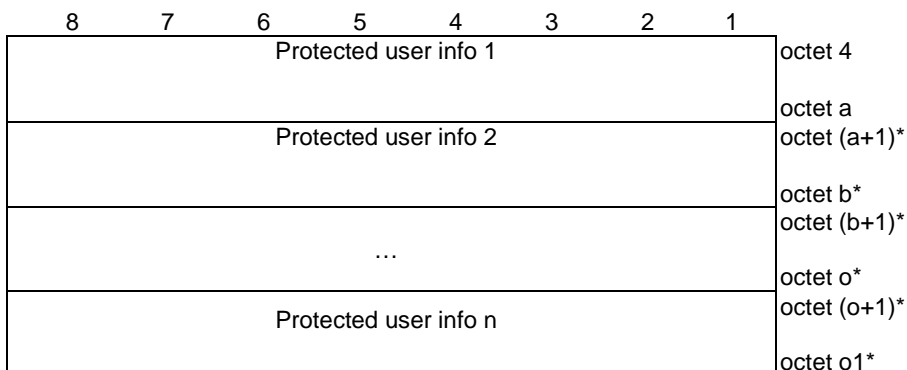 8 7 6 5 4 3 2 1
Protected user info 1 octet 4
octet a
Protected user info 2 octet (a+1)*
octet b*
octet (b+1)*
…
octet o*
octet (o+1)*
Protected user info n
octet o1*